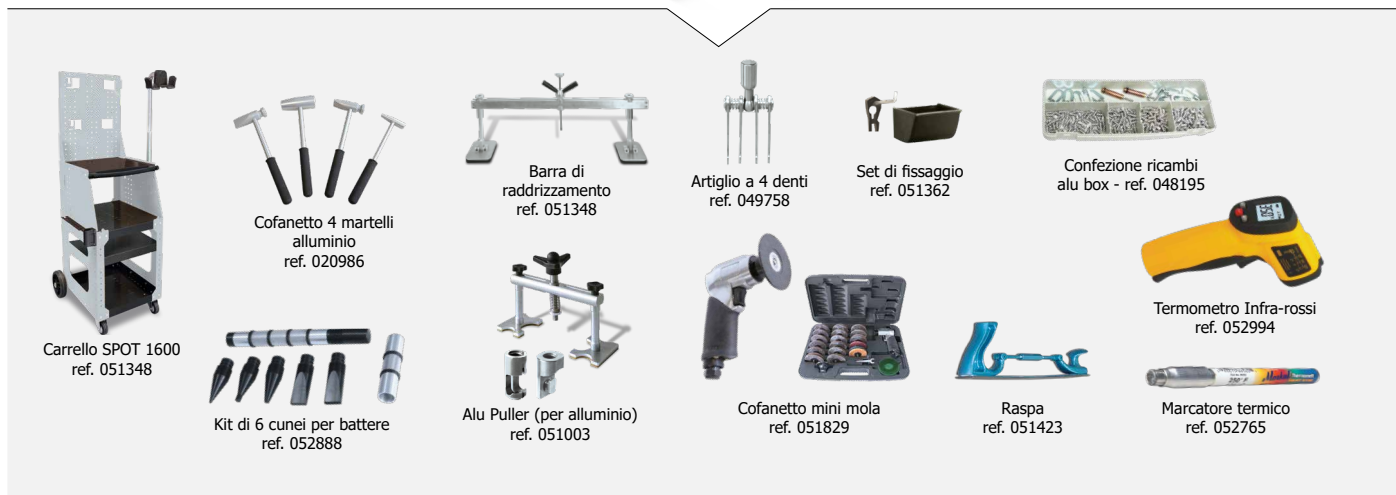 Carrello SPOT 1600
ref. 051348
Cofanetto 4 martelli
alluminio
ref. 020986
Kit di 6 cunei per battere
ref. 052888
Barra di
raddrizzamento
ref. 051348
Alu Puller (per alluminio)
ref. 051003
Artiglio a 4 denti
ref. 049758
Set di fissaggio
ref. 051362
Confezione ricambi
alu box - ref. 048195
Cofanetto mini mola
ref. 051829
Raspa
ref. 051423
Termometro Infra-rossi
ref. 052994
Marcatore termico
ref. 052765